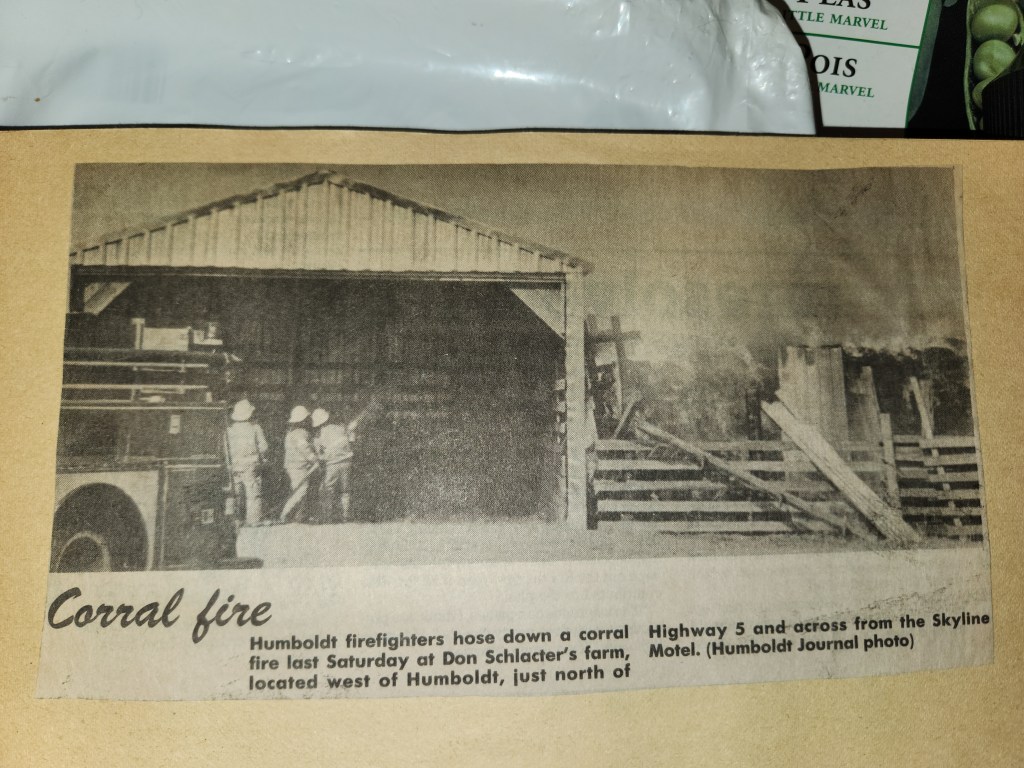 TTLE MARVEL
OIS
MARVEL
Corral fire
Humboldt firefighters hose down a corral
fire last Saturday at Don Schlacter's farm,
located west of Humboldt, just north of
Highway 5 and across from the Skyline
Motel. (Humboldt Journal photo)